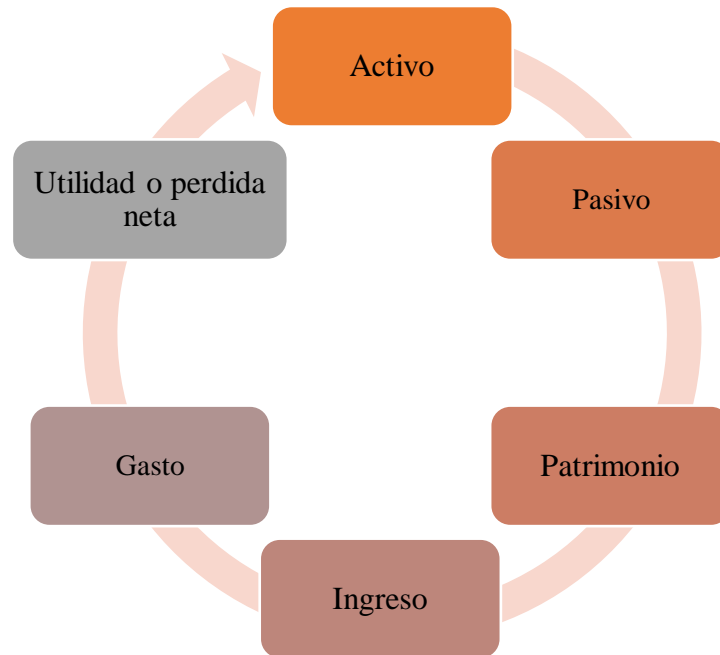 Activo
Pasivo
Patrimonio
Ingreso
Gasto
Utilidad o perdida
neta